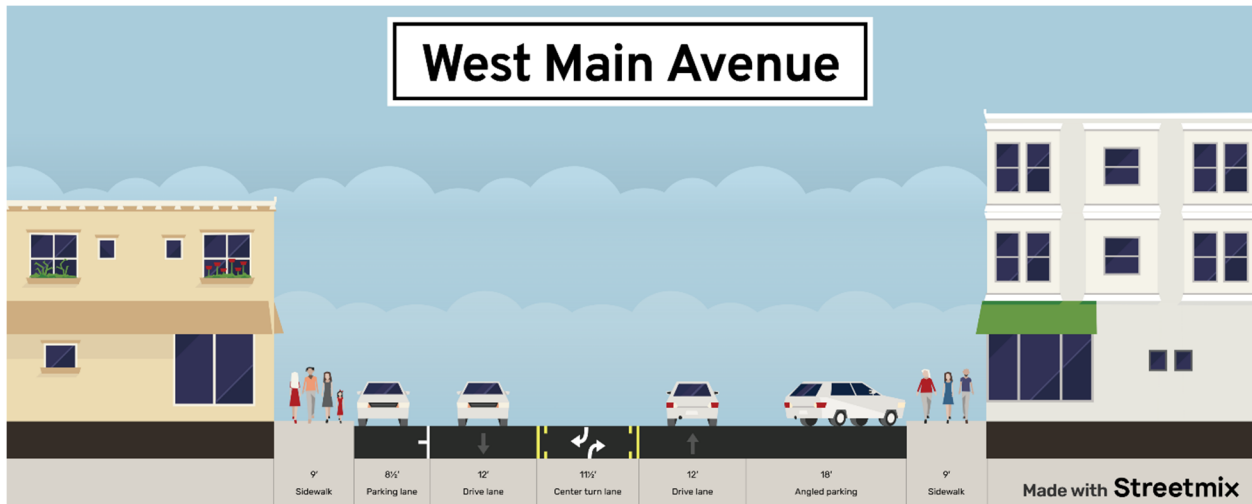 West Main Avenue
9' 8½' 12' 11½' 12' 18' 9'
Sidewalk Parking lane Drive lane Center turn lane Drive lane Angled parking Sidewalk
Made with Streetmix